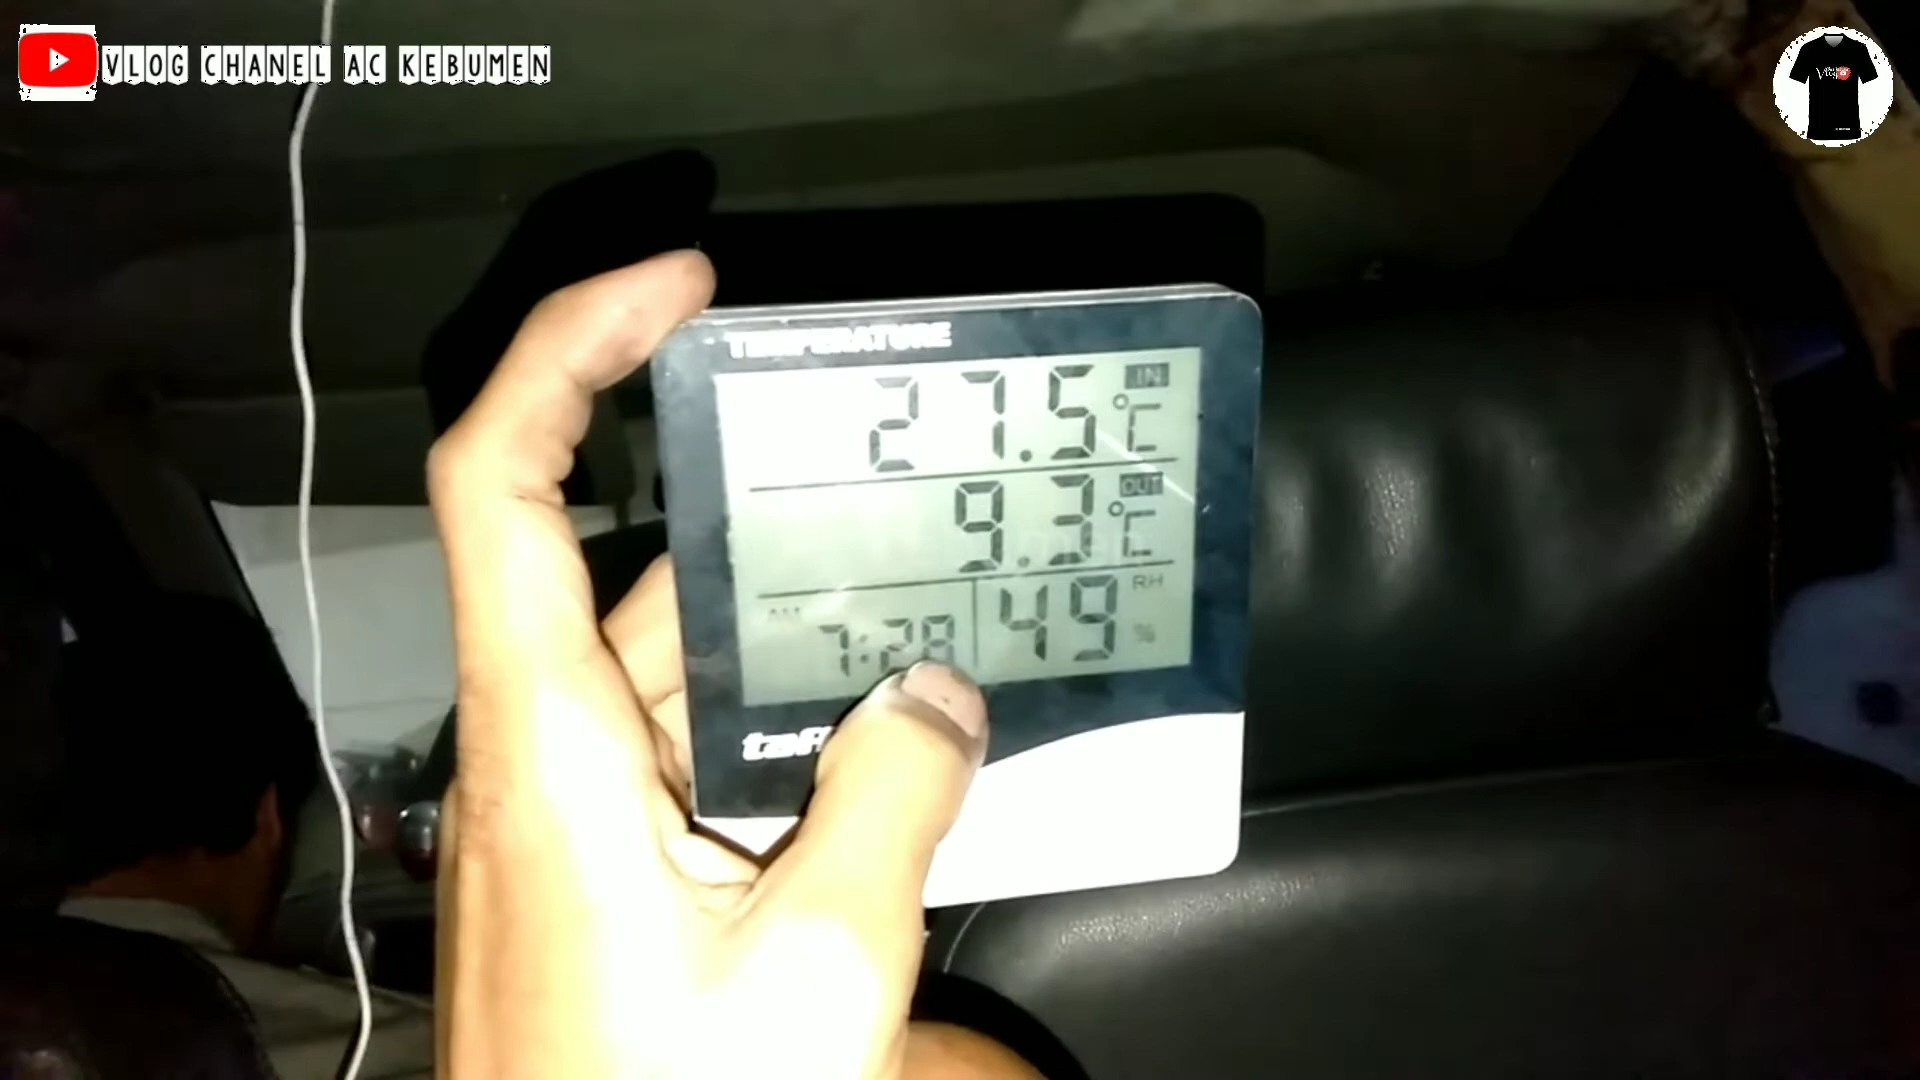 VLOG CHANEL AC KEBUMEN
TEMPERATURE
IN
27.5 °C
OUT
9.3 °C
AM
7:28
49 %
RH